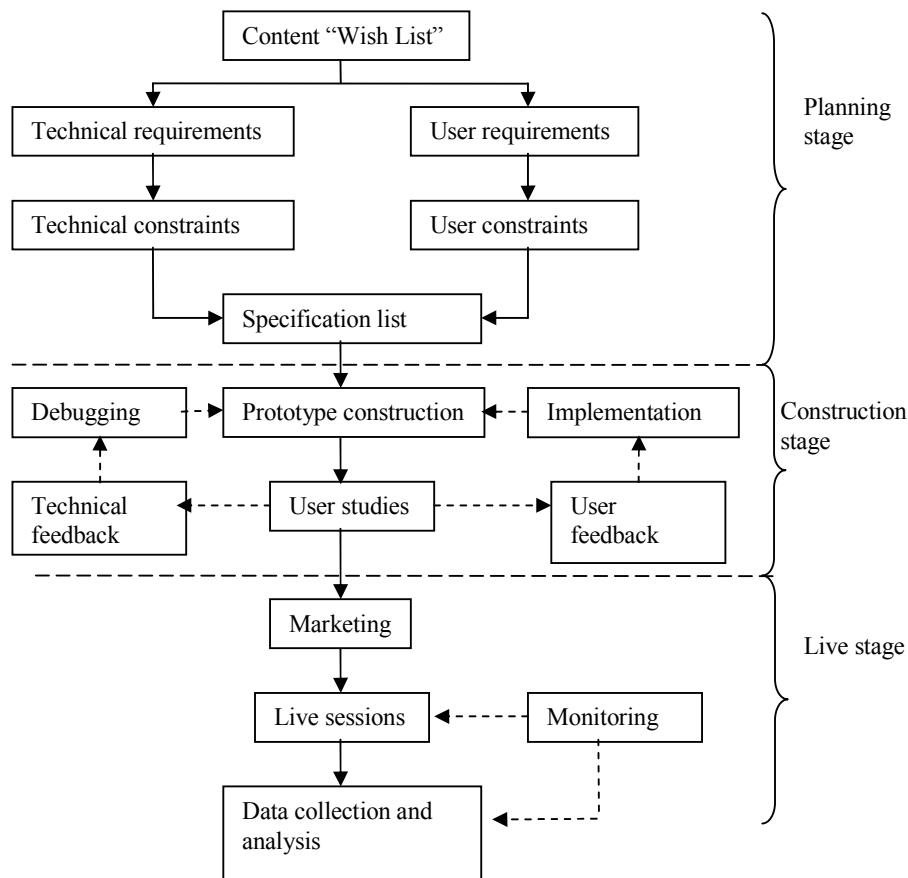 Content “Wish List”
Technical requirements
User requirements
Planning
stage
Technical constraints
User constraints
Specification list
Debugging
Prototype construction
Implementation
Construction
stage
Technical
feedback
User studies
User
feedback
Marketing
Live stage
Live sessions
Monitoring
Data collection and
analysis